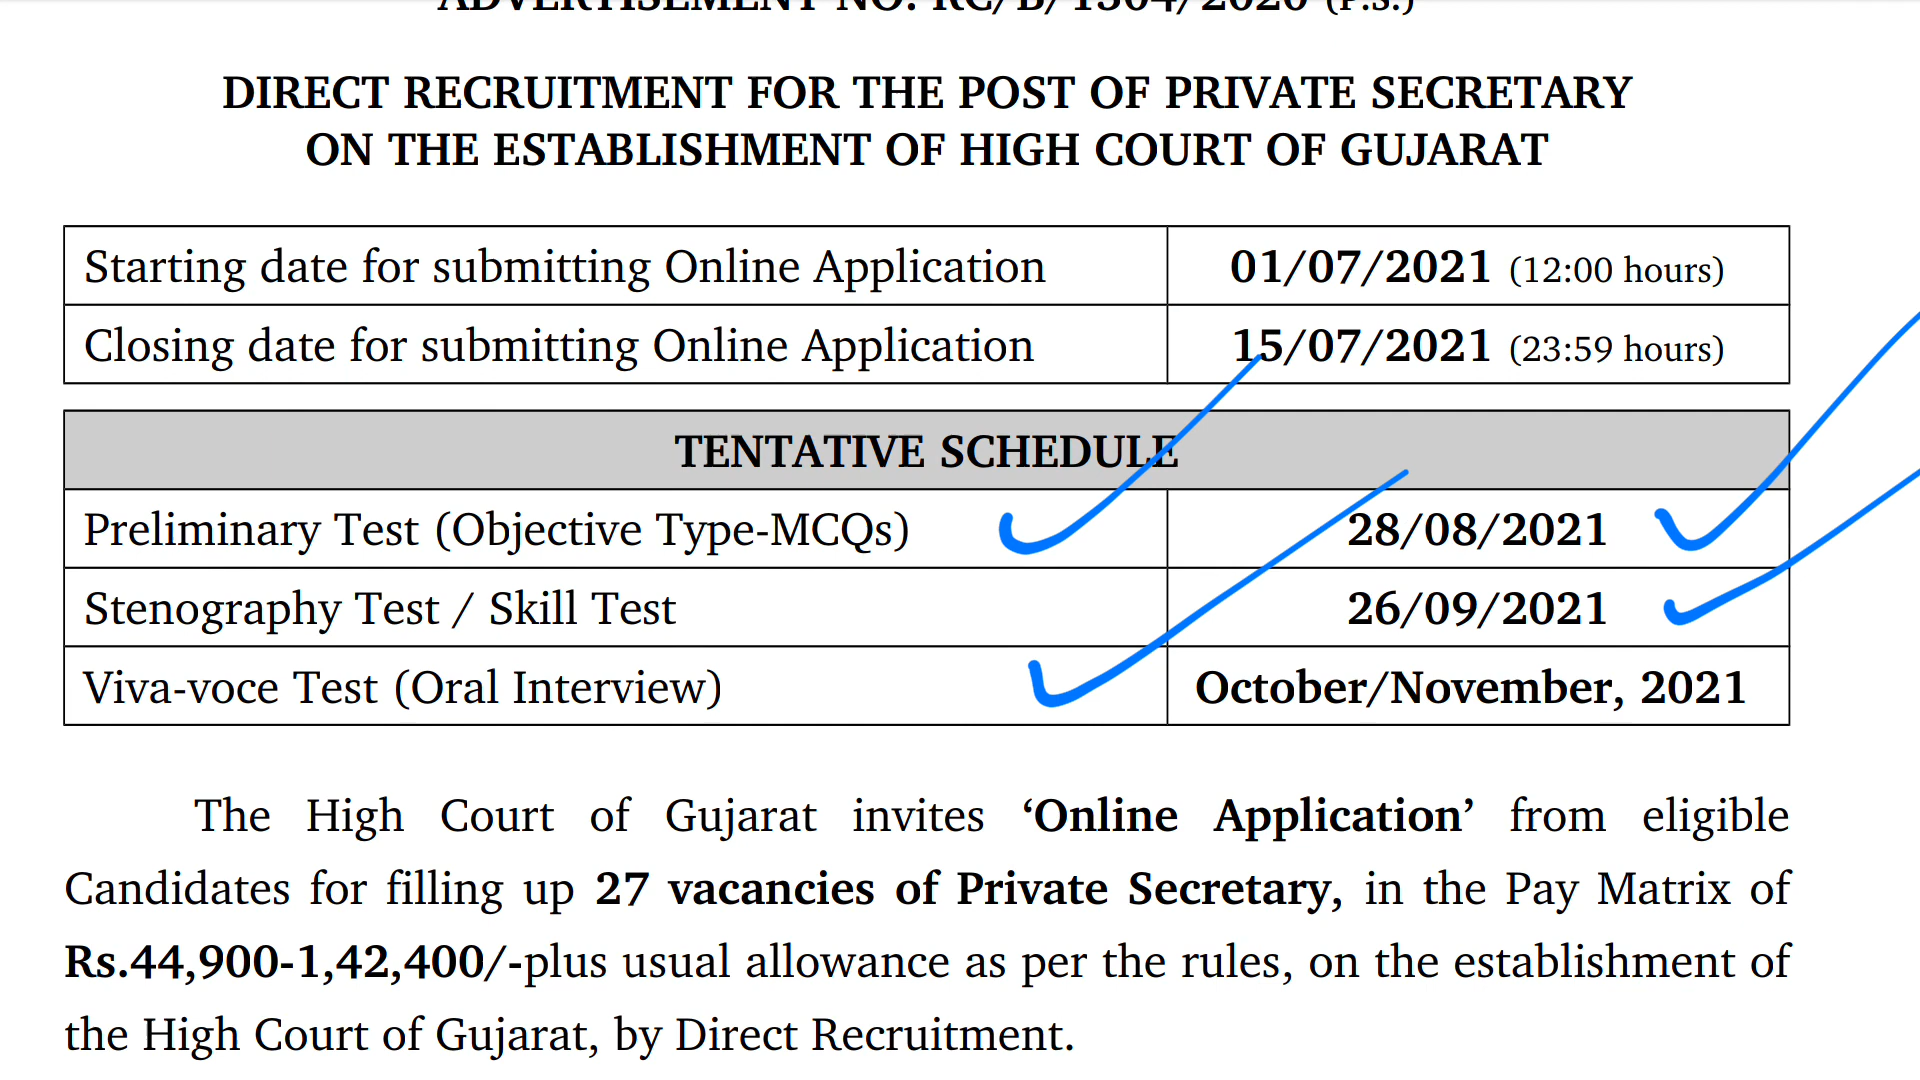 ADVERTISEMENT NO. RC/B/1304/2020 (P.S.)
DIRECT RECRUITMENT FOR THE POST OF PRIVATE SECRETARY
ON THE ESTABLISHMENT OF HIGH COURT OF GUJARAT
Starting date for submitting Online Application 01/07/2021 (12:00 hours)
Closing date for submitting Online Application 15/07/2021 (23:59 hours)
TENTATIVE SCHEDULE
Preliminary Test (Objective Type-MCQs) 28/08/2021
Stenography Test / Skill Test 26/09/2021
Viva-voce Test (Oral Interview) October/November, 2021
The High Court of Gujarat invites ‘Online Application’ from eligible
Candidates for filling up 27 vacancies of Private Secretary, in the Pay Matrix of
Rs.44,900-1,42,400/-plus usual allowance as per the rules, on the establishment of
the High Court of Gujarat, by Direct Recruitment.